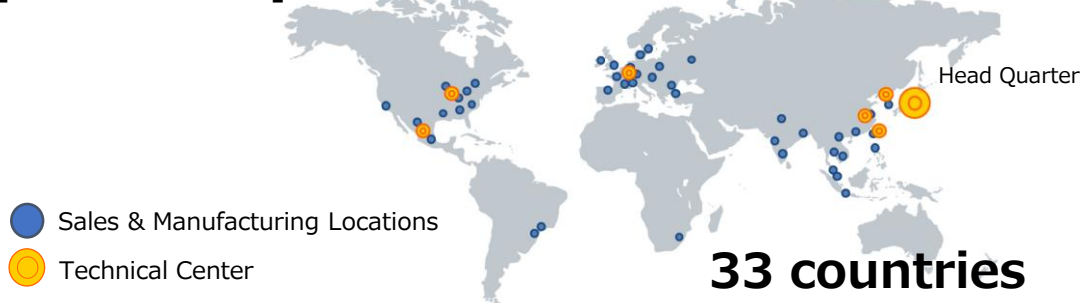 Head Quarter
Sales & Manufacturing Locations
Technical Center
33 countries